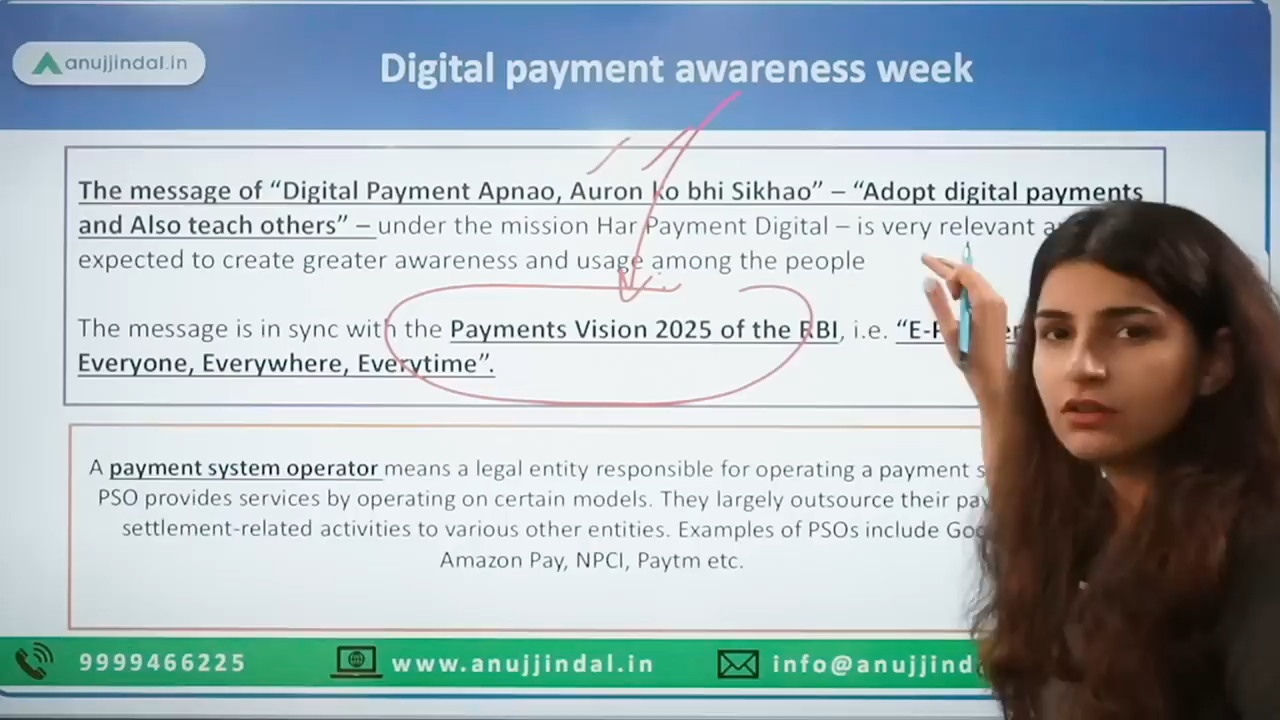 anujjindal.in
Digital payment awareness week
The message of “Digital Payment Apnao, Auron ko bhi Sikhao” – “Adopt digital payments
and Also teach others” – under the mission Har Payment Digital – is very relevant
expected to create greater awareness and usage among the people
The message is in sync with the Payments Vision 2025 of the RBI, i.e.
Everyone, Everywhere, Everytime”.
A payment system operator means a legal entity responsible for operating a payment
PSO provides services by operating on certain models. They largely outsource their
settlement-related activities to various other entities. Examples of PSOs include
Amazon Pay, NPCI, Paytm etc.
9999466225
www.anujjindal.in
info@anujjind